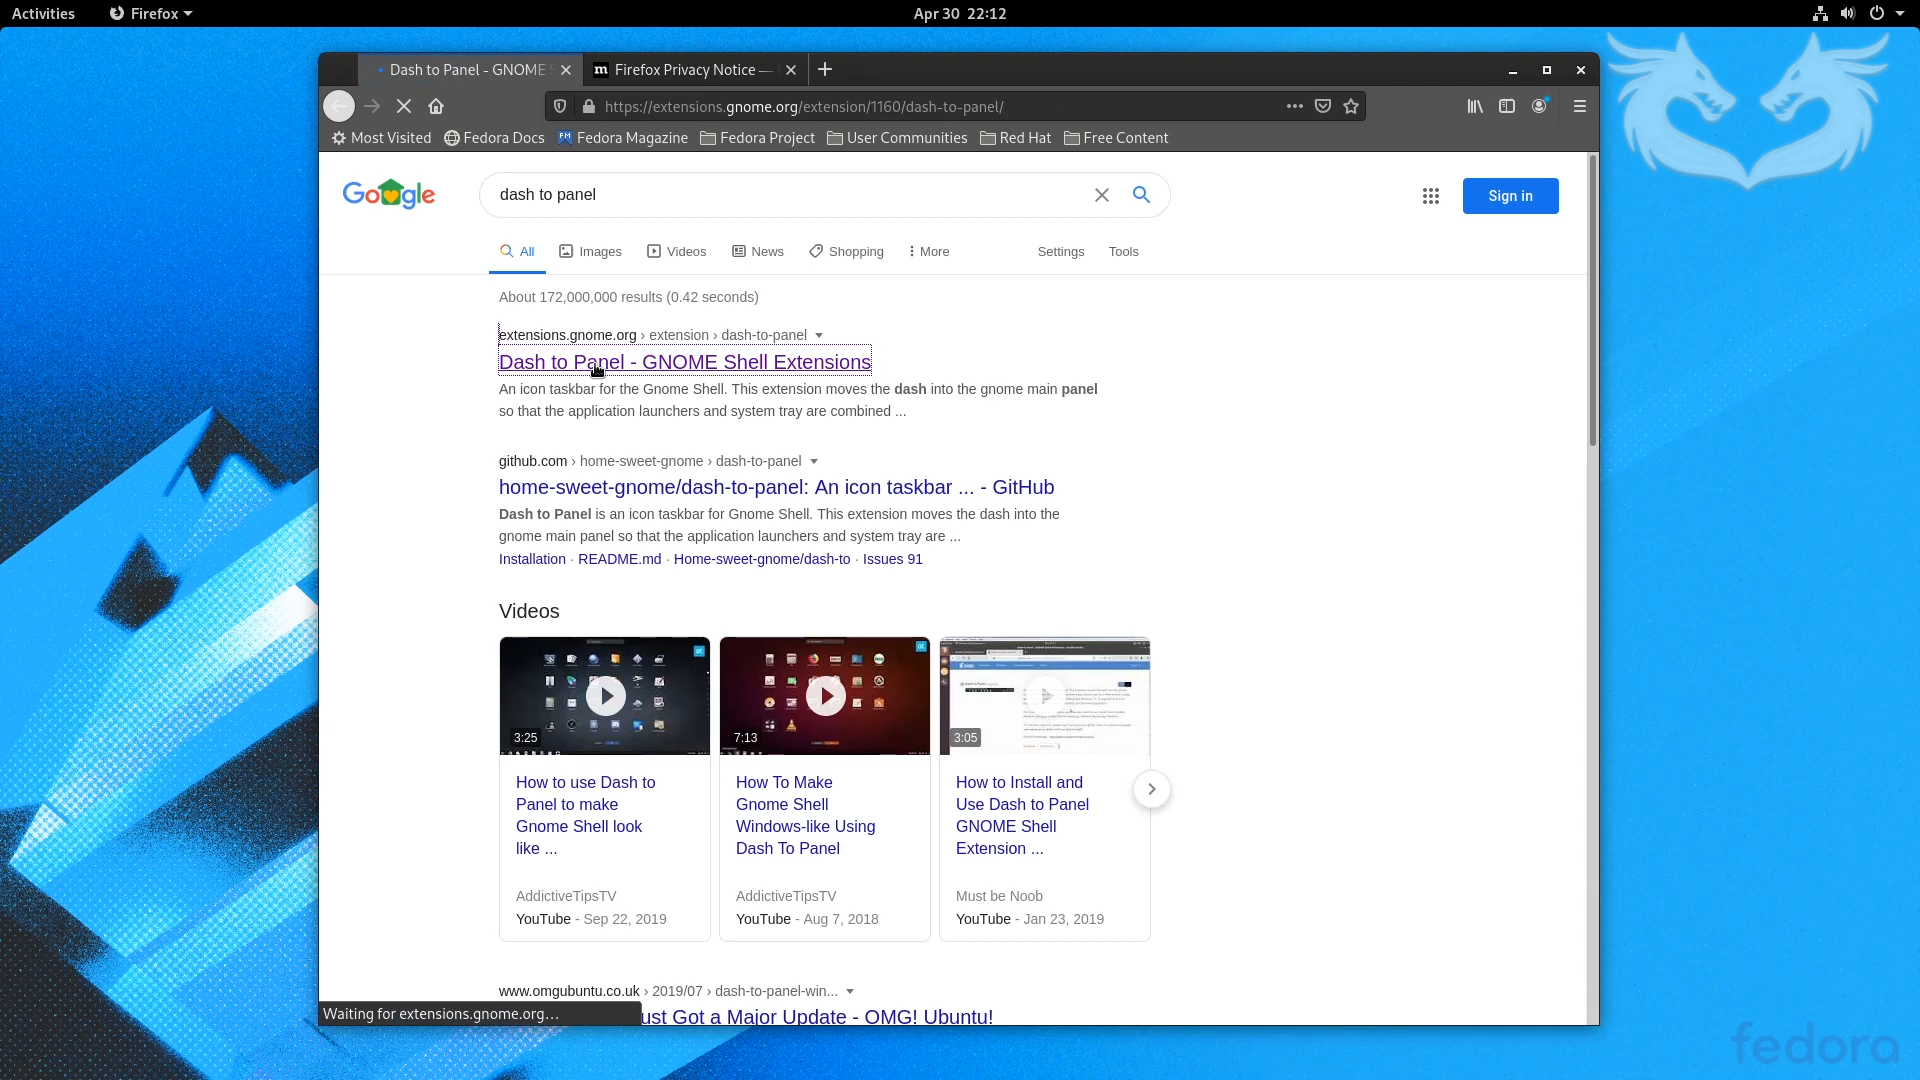 Activities Firefox Apr 30 22:12
Dash to Panel - GNOME S
Firefox Privacy Notice —
https://extensions.gnome.org/extension/1160/dash-to-panel/
Most Visited Fedora Docs Fedora Magazine Fedora Project User Communities Red Hat Free Content
Google
dash to panel
Sign in
All Images Videos News Shopping More Settings Tools
About 172,000,000 results (0.42 seconds)
extensions.gnome.org › extension › dash-to-panel
Dash to Panel - GNOME Shell Extensions
An icon taskbar for the Gnome Shell. This extension moves the dash into the gnome main panel
so that the application launchers and system tray are combined ...
github.com › home-sweet-gnome › dash-to-panel
home-sweet-gnome/dash-to-panel: An icon taskbar ... - GitHub
Dash to Panel is an icon taskbar for Gnome Shell. This extension moves the dash into the
gnome main panel so that the application launchers and system tray are ...
Installation · README.md · Home-sweet-gnome/dash-to · Issues 91
Videos
3:25
How to use Dash to
Panel to make
Gnome Shell look
like ...
AddictiveTipsTV
YouTube - Sep 22, 2019
7:13
How To Make
Gnome Shell
Windows-like Using
Dash To Panel
AddictiveTipsTV
YouTube - Aug 7, 2018
3:05
How to Install and
Use Dash to Panel
GNOME Shell
Extension ...
Must be Noob
YouTube - Jan 23, 2019
www.omgubuntu.co.uk › 2019/07 › dash-to-panel-win...
ust Got a Major Update - OMG! Ubuntu!
Waiting for extensions.gnome.org…
fedora